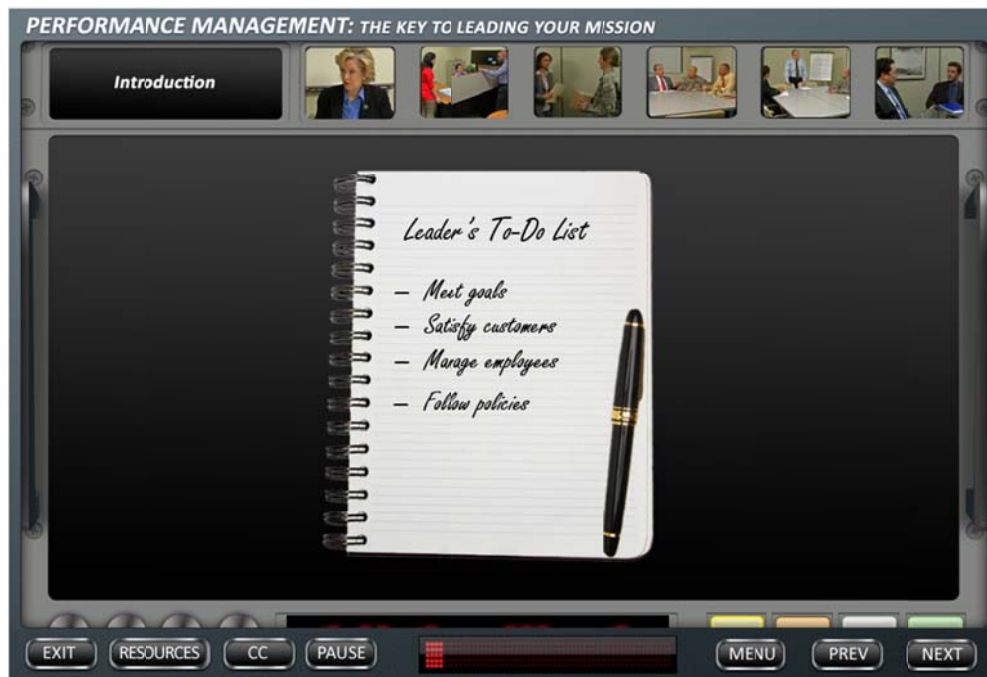 PERFORMANCE MANAGEMENT: THE KEY TO LEADING YOUR MISSION
Introduction
Leader's To-Do List
— Meet goals
— Satisfy customers
— Manage employees
— Follow policies
EXIT RESOURCES CC PAUSE MENU PREV NEXT